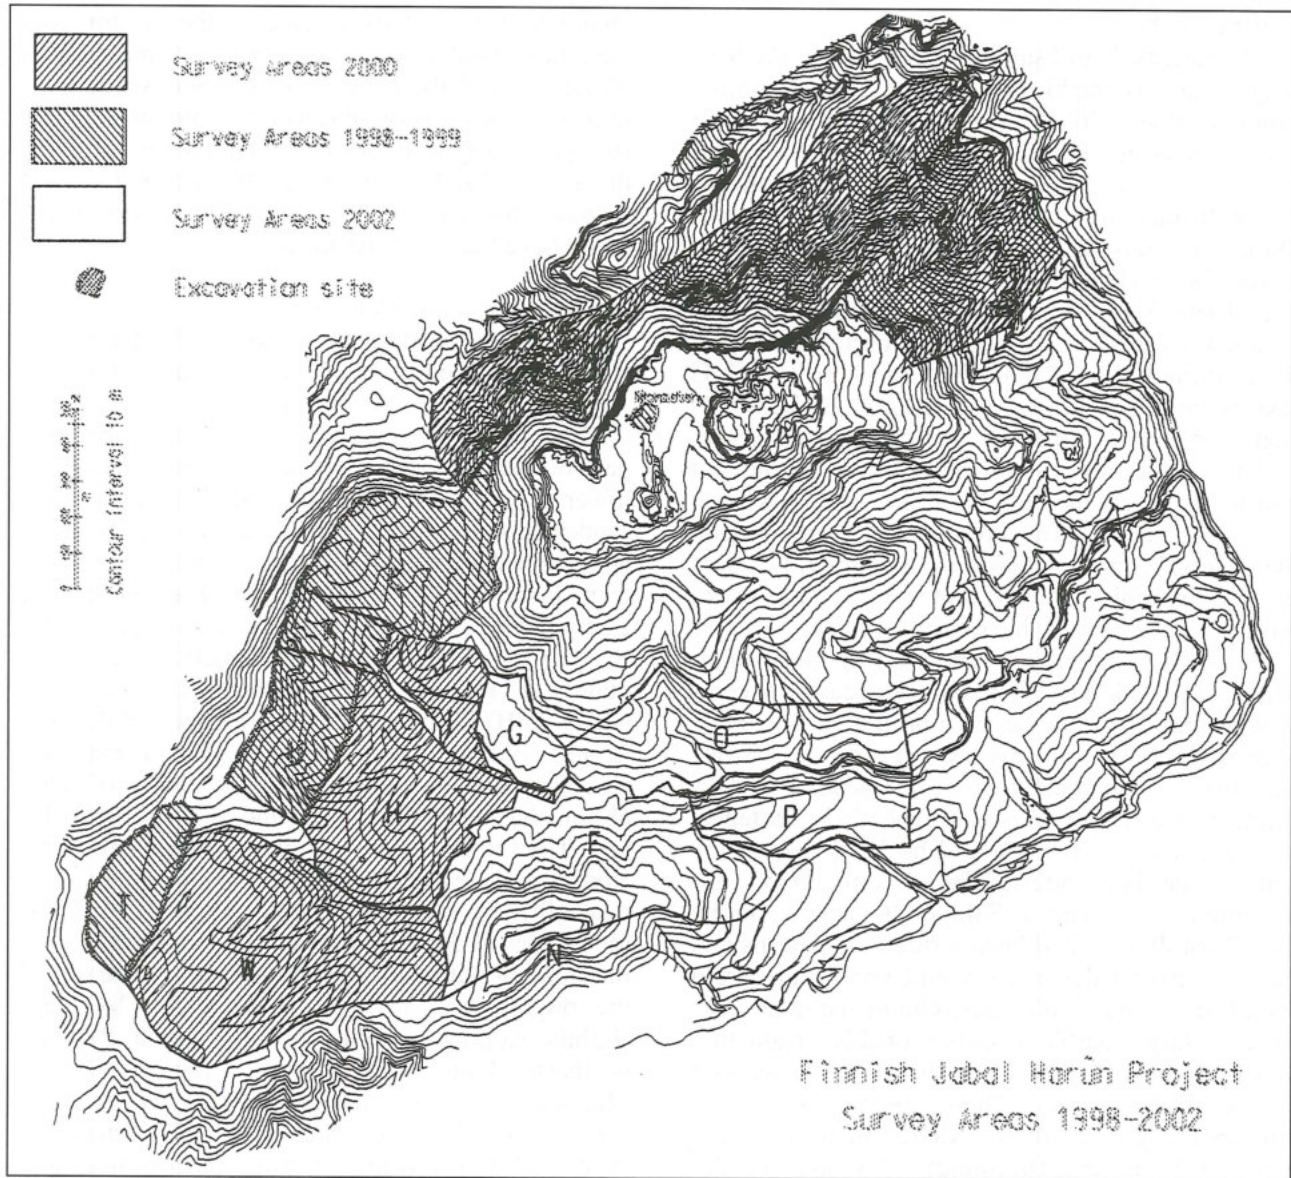 Survey Areas 2000
Survey Areas 1998-1999
Survey Areas 2002
Excavation site
Monastery
Contour interval 10 m
G
O
H
P
F
T
W
N
Finnish Jabal Harûn Project
Survey Areas 1998-2002